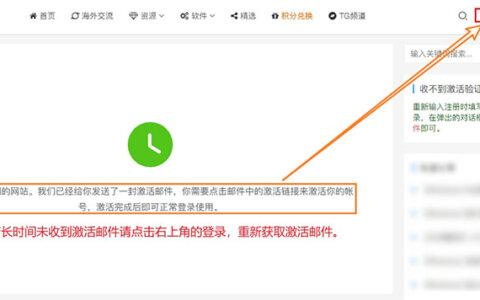 首页 海外交流 资源 软件 精选 积分兑换 TG频道
输入关键词搜索...
收不到激活验证
重新输入注册时填写
录，在弹出的对话框
件即可。
的网站。我们已经给你发送了一封激活邮件，你需要点击邮件中的激活链接来激活你的帐
号，激活完成后即可正常登录使用。
长时间未收到激活邮件请点击右上角的登录，重新获取激活邮件。